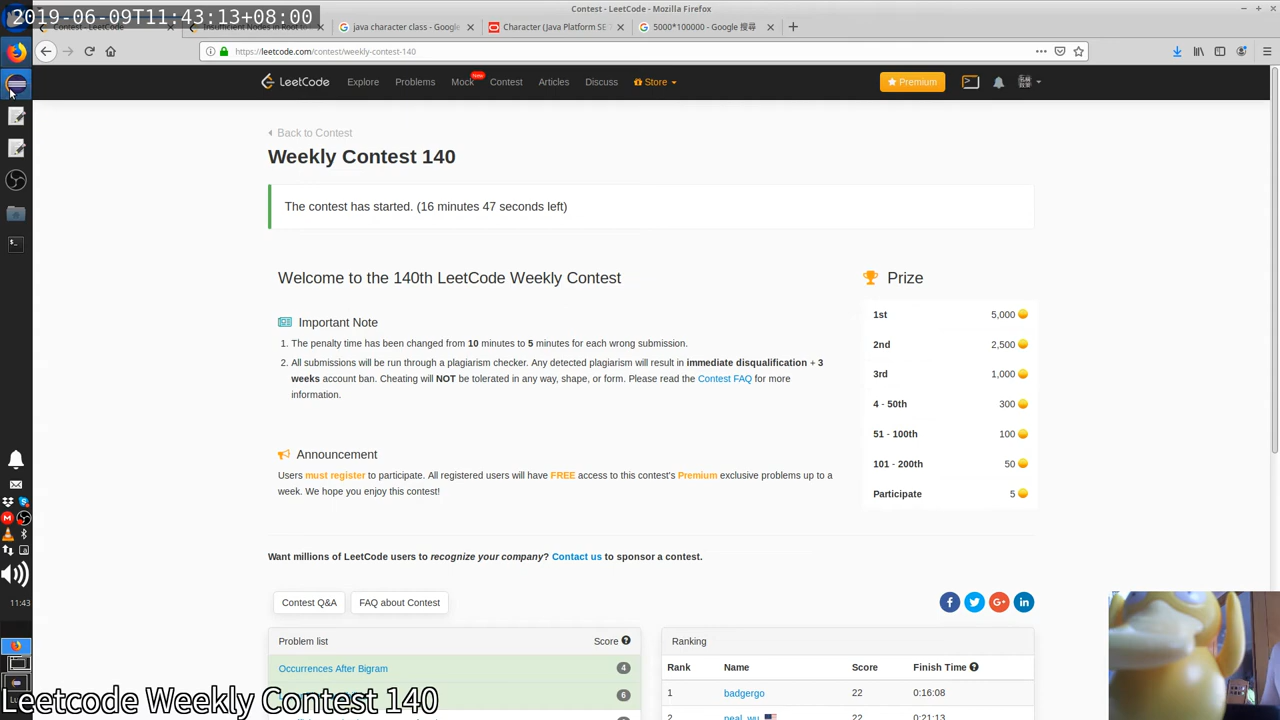 Contest - LeetCode - Mozilla Firefox
2019-06-09T11:43:13+08:00
Insufficient Nodes in Root
java character class - Google
Character (Java Platform SE 7
5000*100000 - Google 搜尋
https://leetcode.com/contest/weekly-contest-140
LeetCode
Explore
Problems
Mock
New
Contest
Articles
Discuss
Store
Premium
Back to Contest
Weekly Contest 140
The contest has started. (16 minutes 47 seconds left)
Welcome to the 140th LeetCode Weekly Contest
Important Note
1. The penalty time has been changed from 10 minutes to 5 minutes for each wrong submission.
2. All submissions will be run through a plagiarism checker. Any detected plagiarism will result in immediate disqualification + 3
weeks account ban. Cheating will NOT be tolerated in any way, shape, or form. Please read the Contest FAQ for more
information.
Announcement
Users must register to participate. All registered users will have FREE access to this contest's Premium exclusive problems up to a
week. We hope you enjoy this contest!
Prize
1st 5,000
2nd 2,500
3rd 1,000
4 - 50th 300
51 - 100th 100
101 - 200th 50
Participate 5
Want millions of LeetCode users to recognize your company? Contact us to sponsor a contest.
Contest Q&A
FAQ about Contest
Problem list Score
Occurrences After Bigram 4
6
Ranking
Rank Name Score Finish Time
1 badgergo 22 0:16:08
2 neal_wu 22 0:21:13
11:43
Leetcode Weekly Contest 140